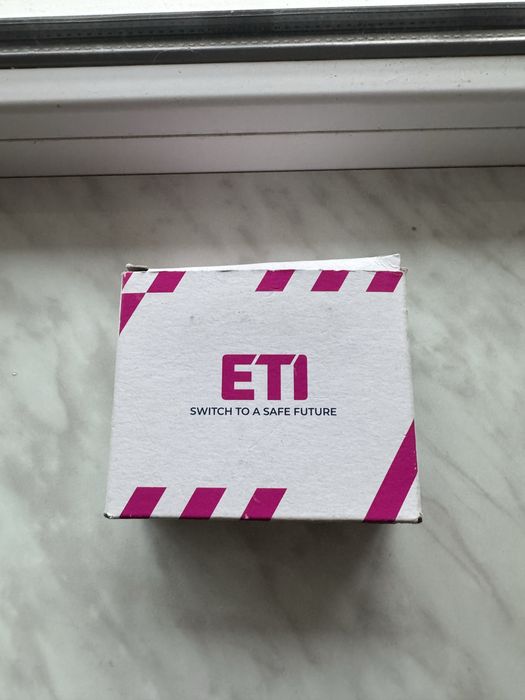 ETI
SWITCH TO A SAFE FUTURE